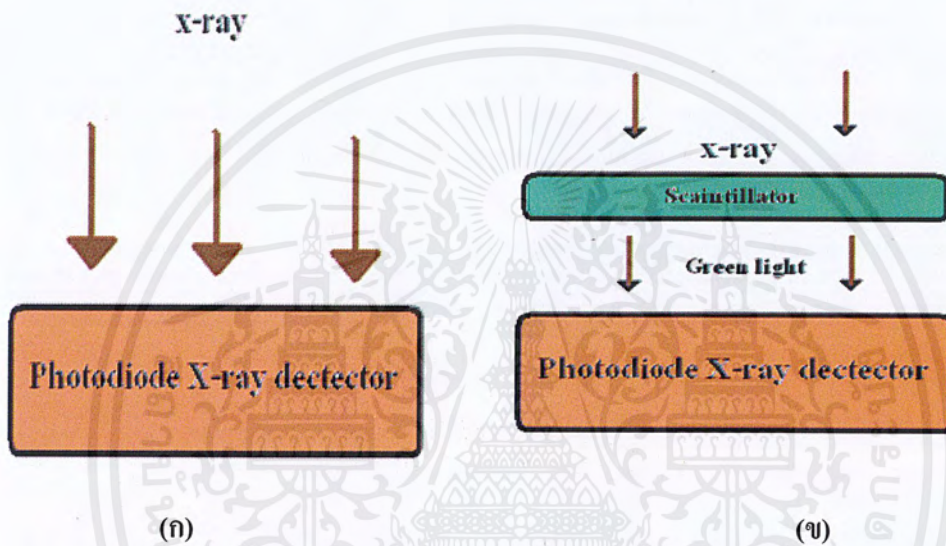 x-ray
Photodiode X-ray dectector
(ก)
x-ray
Scaintillator
Green light
Photodiode X-ray dectector
(ข)